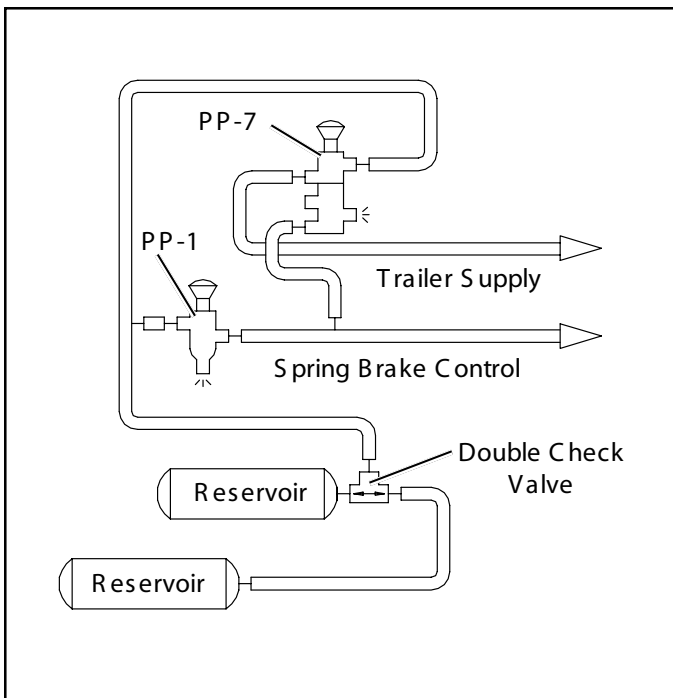 PP-7
PP-1
Trailer Supply
Spring Brake Control
Double Check
Valve
Reservoir
Reservoir